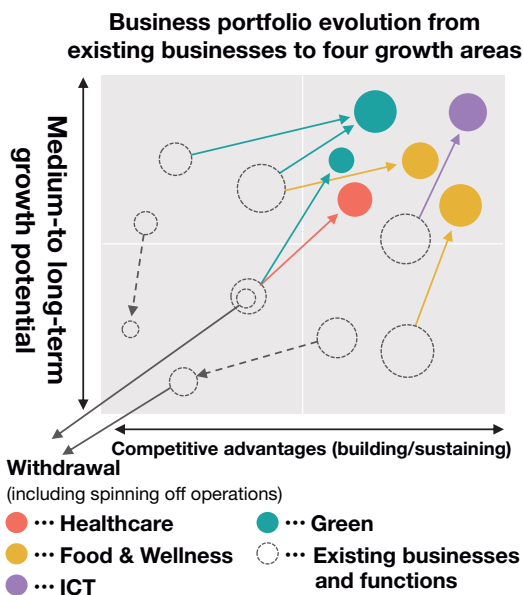 Business portfolio evolution from
existing businesses to four growth areas
Medium-to long-term
growth potential
Competitive advantages (building/sustaining)
Withdrawal
(including spinning off operations)
••• Healthcare
••• Green
••• Food & Wellness
••• Existing businesses
and functions
••• ICT